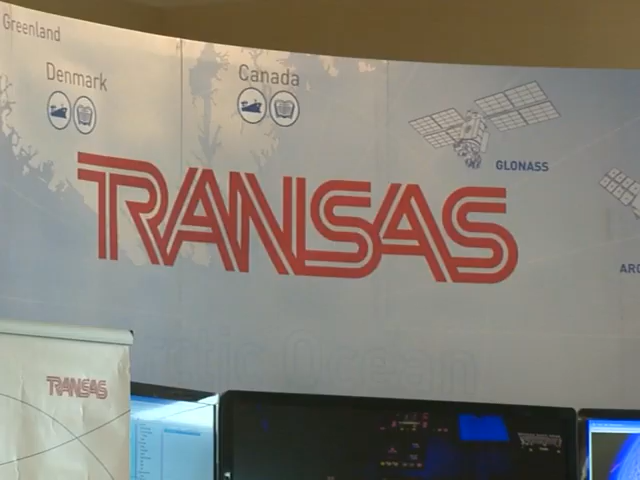 Greenland
Denmark
Canada
GLONASS
TRANSAS
TRANSAS